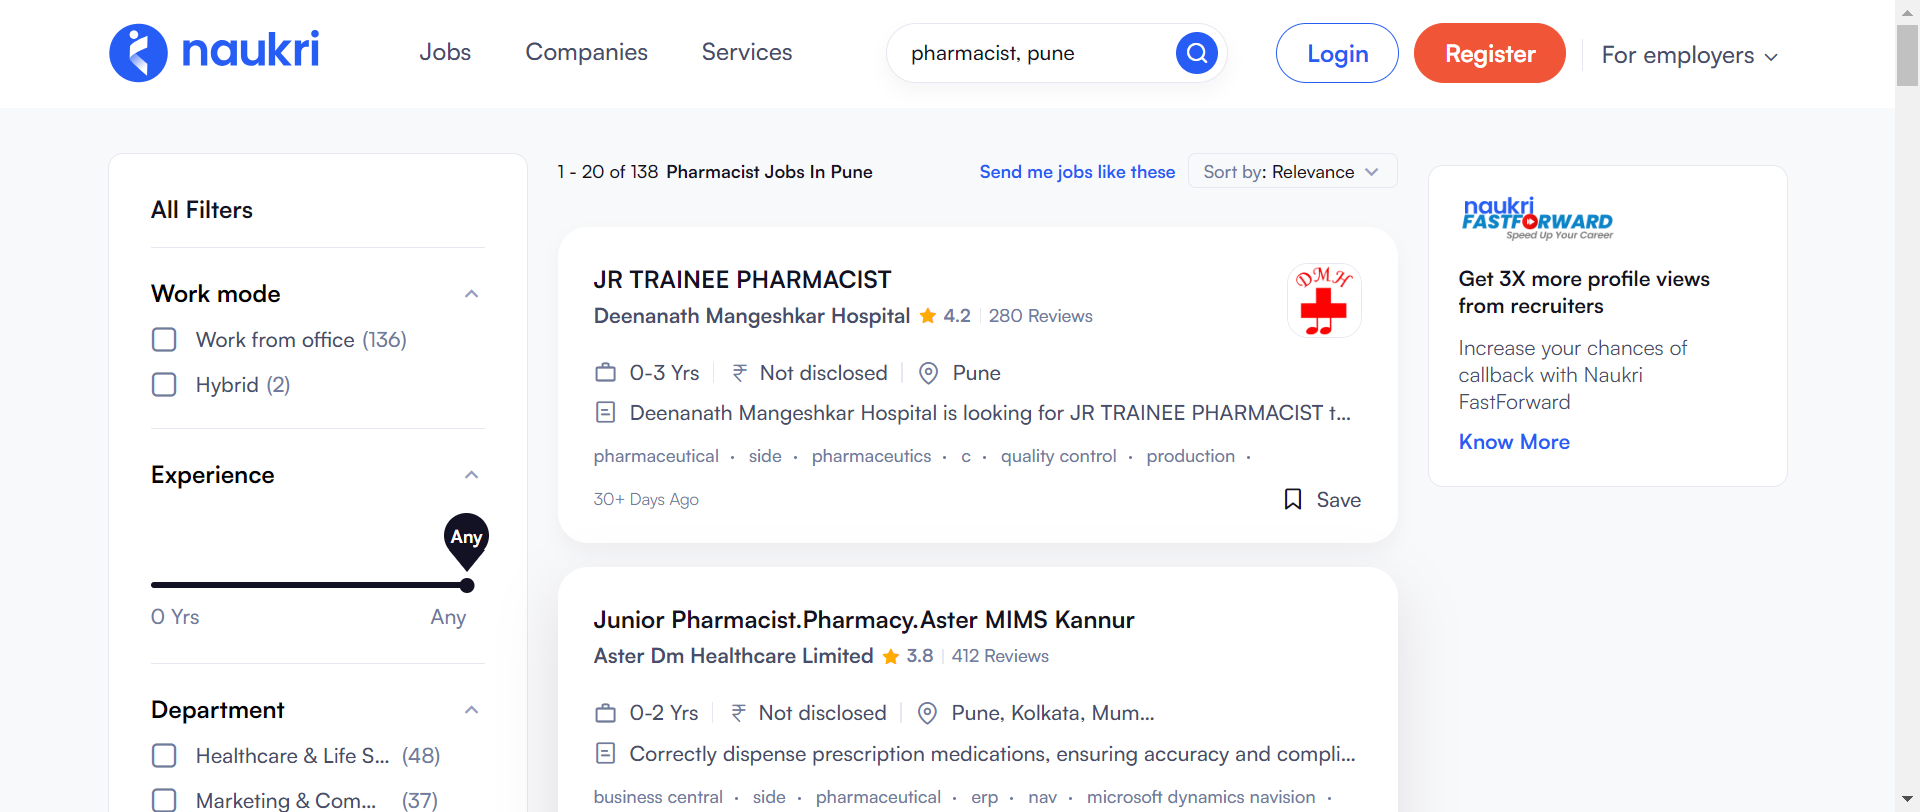 naukri
Jobs Companies Services
pharmacist, pune
Login Register For employers
All Filters
Work mode
Work from office (136)
Hybrid (2)
Experience
Any
0 Yrs Any
Department
Healthcare & Life S... (48)
Marketing & Com... (37)
1 - 20 of 138 Pharmacist Jobs In Pune
Send me jobs like these Sort by: Relevance
JR TRAINEE PHARMACIST
Deenanath Mangeshkar Hospital 4.2 280 Reviews
DMH
0-3 Yrs ₹ Not disclosed Pune
Deenanath Mangeshkar Hospital is looking for JR TRAINEE PHARMACIST t...
pharmaceutical · side · pharmaceutics · c · quality control · production ·
30+ Days Ago Save
Junior Pharmacist.Pharmacy.Aster MIMS Kannur
Aster Dm Healthcare Limited 3.8 412 Reviews
0-2 Yrs ₹ Not disclosed Pune, Kolkata, Mum...
Correctly dispense prescription medications, ensuring accuracy and compli...
business central · side · pharmaceutical · erp · nav · microsoft dynamics navision ·
naukri
FASTFORWARD
Speed Up Your Career
Get 3X more profile views
from recruiters
Increase your chances of
callback with Naukri
FastForward
Know More